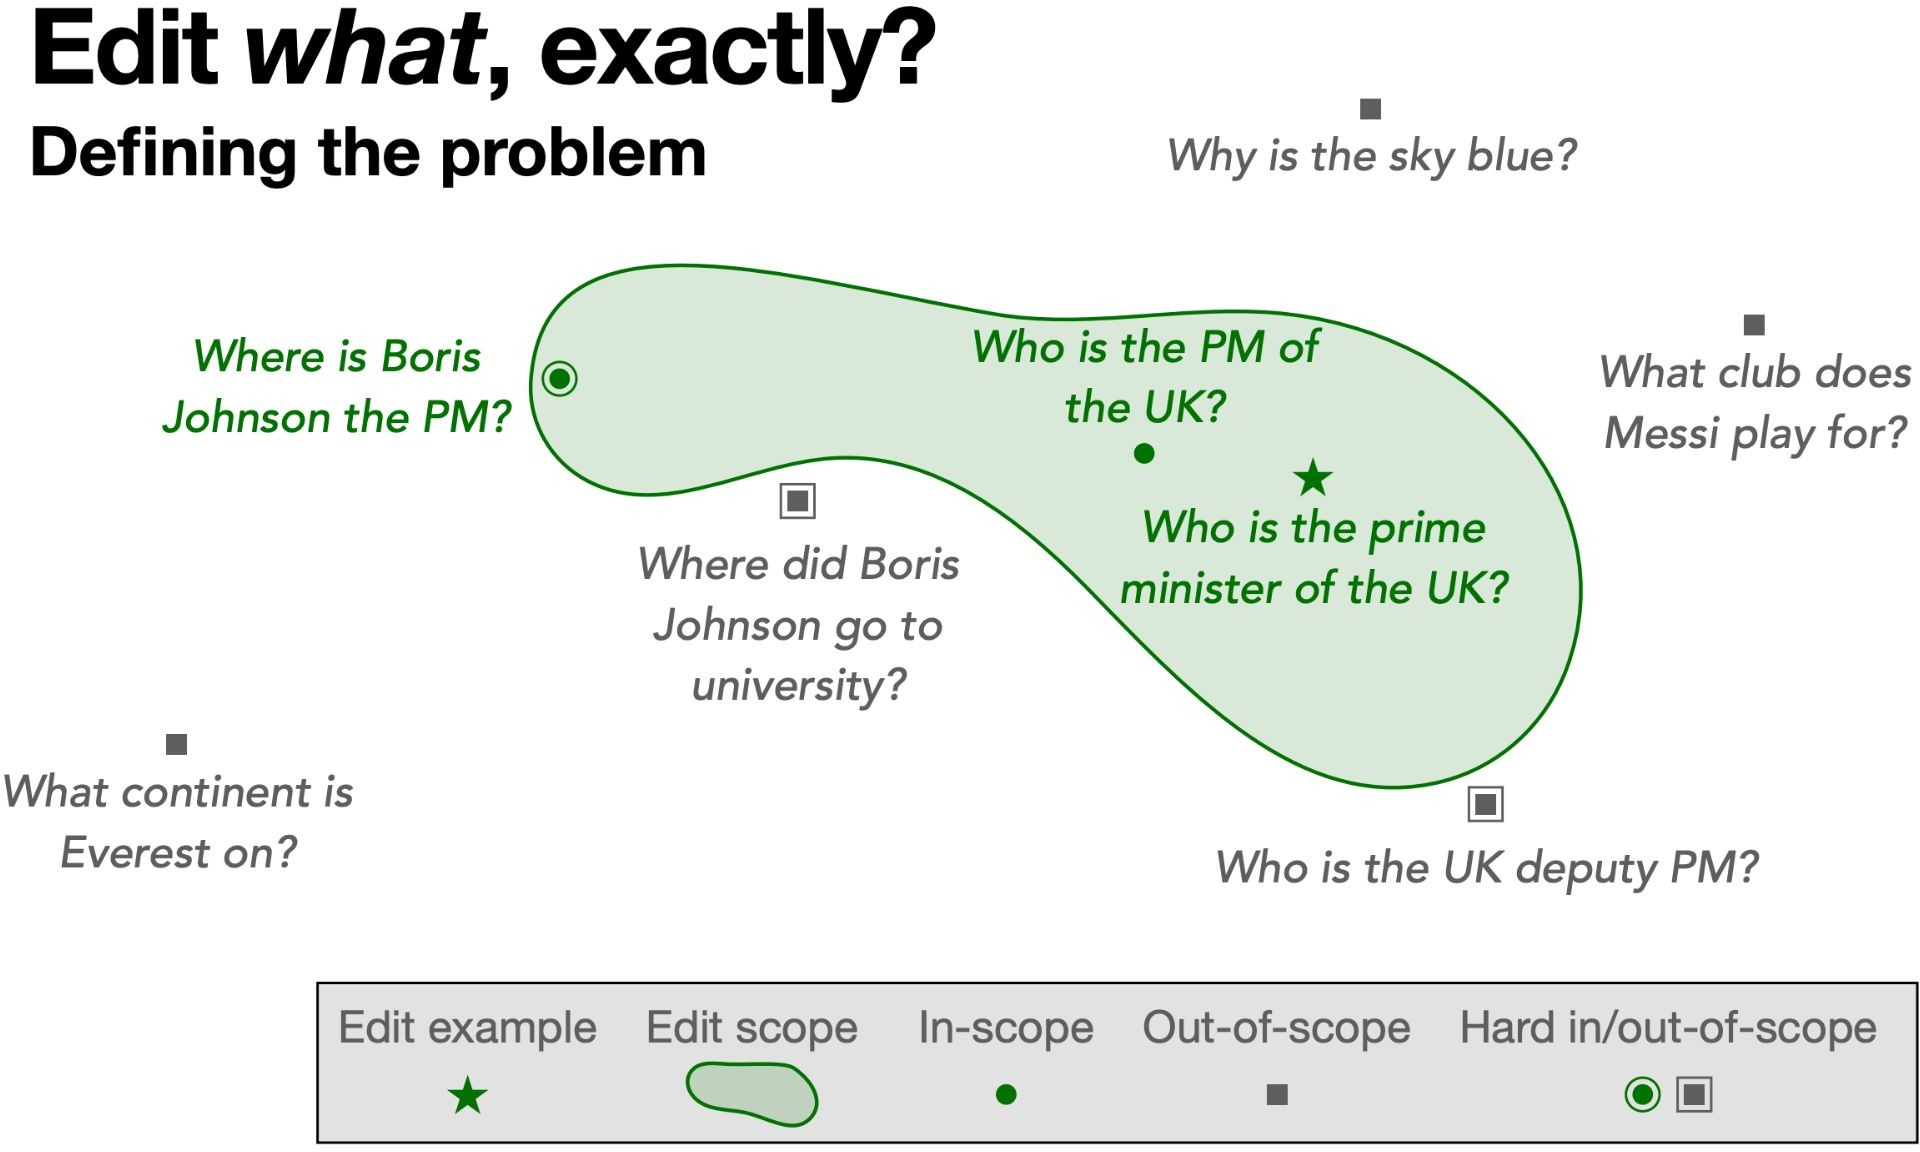 Edit what, exactly?
Defining the problem
Why is the sky blue?
Where is Boris
Johnson the PM?
Who is the PM of
the UK?
What club does
Messi play for?
Who is the prime
minister of the UK?
Where did Boris
Johnson go to
university?
What continent is
Everest on?
Who is the UK deputy PM?
Edit example
Edit scope
In-scope
Out-of-scope
Hard in/out-of-scope